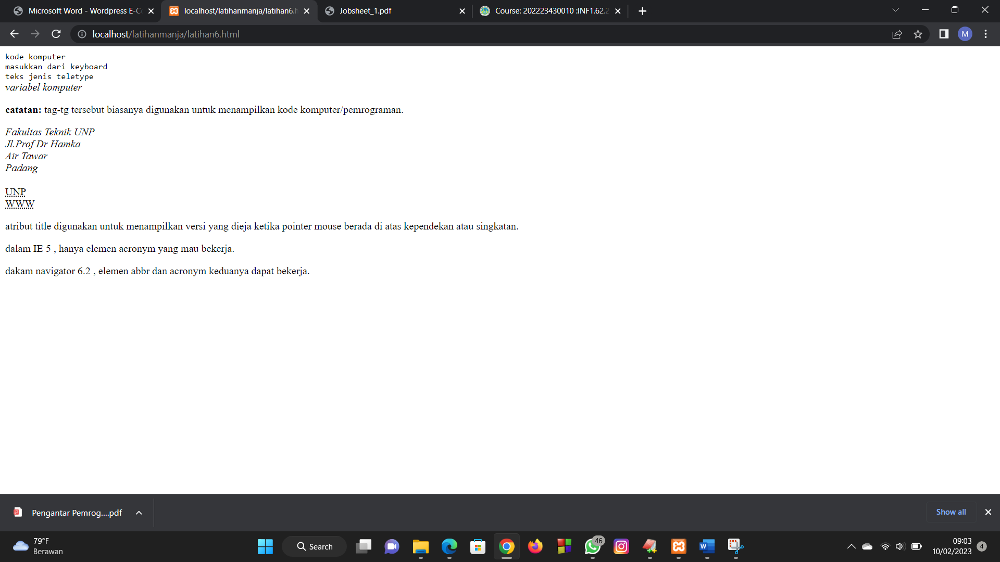 Microsoft Word - Wordpress E-C
localhost/latihanmanja/latihan6.h
Jobsheet_1.pdf
Course: 202223430010 :INF1.62.2
localhost/latihanmanja/latihan6.html
M
kode komputer
masukkan dari keyboard
teks jenis teletype
variabel komputer
catatan: tag-tg tersebut biasanya digunakan untuk menampilkan kode komputer/pemrograman.
Fakultas Teknik UNP
Jl.Prof Dr Hamka
Air Tawar
Padang
UNP
WWW
atribut title digunakan untuk menampilkan versi yang dieja ketika pointer mouse berada di atas kependekan atau singkatan.
dalam IE 5 , hanya elemen acronym yang mau bekerja.
dakam navigator 6.2 , elemen abbr dan acronym keduanya dapat bekerja.
Pengantar Pemrog....pdf
Show all
79°F
Berawan
Search
46
09:03
10/02/2023
4